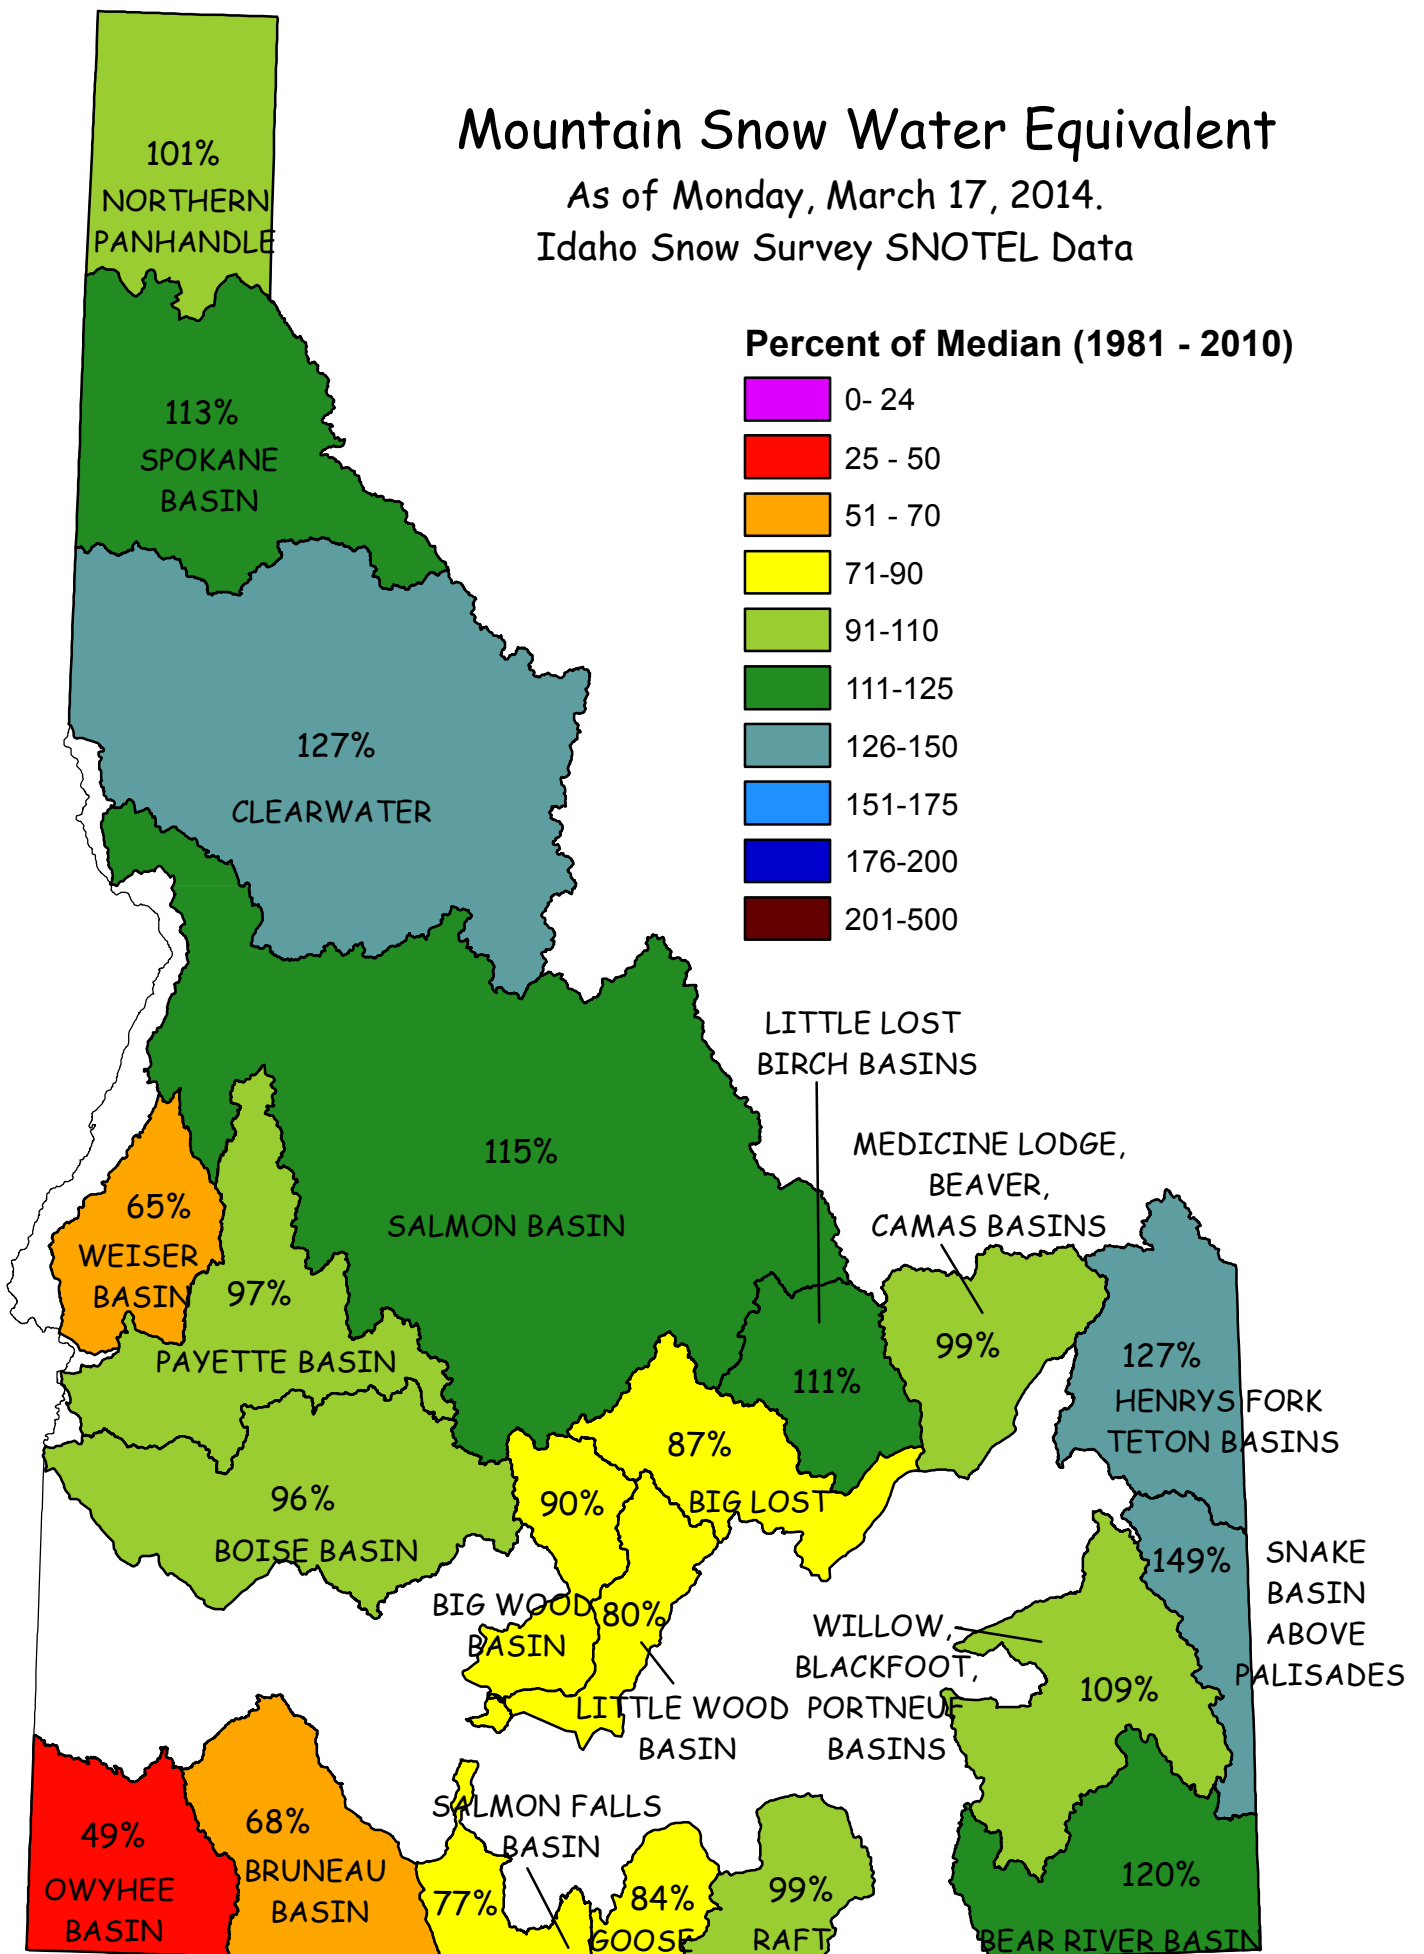 Mountain Snow Water Equivalent
As of Monday, March 17, 2014.
Idaho Snow Survey SNOTEL Data
Percent of Median (1981 - 2010)
0- 24
25 - 50
51 - 70
71-90
91-110
111-125
126-150
151-175
176-200
201-500
101%
NORTHERN
PANHANDLE
113%
SPOKANE
BASIN
127%
CLEARWATER
LITTLE LOST
BIRCH BASINS
115%
SALMON BASIN
MEDICINE LODGE,
BEAVER,
CAMAS BASINS
99%
65%
WEISER
BASIN
97%
PAYETTE BASIN
111%
127%
HENRYS FORK
TETON BASINS
87%
BIG LOST
90%
BIG WOOD
BASIN
96%
BOISE BASIN
80%
LITTLE WOOD
BASIN
149%
SNAKE
BASIN
ABOVE
PALISADES
WILLOW,
BLACKFOOT,
PORTNEUF
BASINS
109%
49%
OWYHEE
BASIN
68%
BRUNEAU
BASIN
SALMON FALLS
BASIN
77%
84%
GOOSE
99%
RAFT
120%
BEAR RIVER BASIN